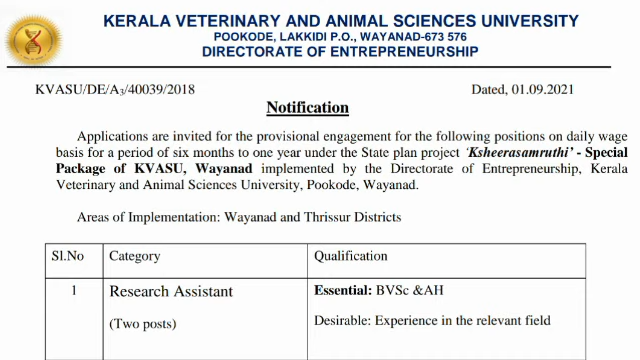 KERALA VETERINARY AND ANIMAL SCIENCES UNIVERSITY
POOKODE, LAKKIDI P.O., WAYANAD-673 576
DIRECTORATE OF ENTREPRENEURSHIP
KVASU/DE/A3/40039/2018 Dated, 01.09.2021
Notification
Applications are invited for the provisional engagement for the following positions on daily wage
basis for a period of six months to one year under the State plan project ‘Ksheerasamruthi’ - Special
Package of KVASU, Wayanad implemented by the Directorate of Entrepreneurship, Kerala
Veterinary and Animal Sciences University, Pookode, Wayanad.
Areas of Implementation: Wayanad and Thrissur Districts
Sl.No Category Qualification
1 Research Assistant Essential: BVSc &AH
(Two posts) Desirable: Experience in the relevant field